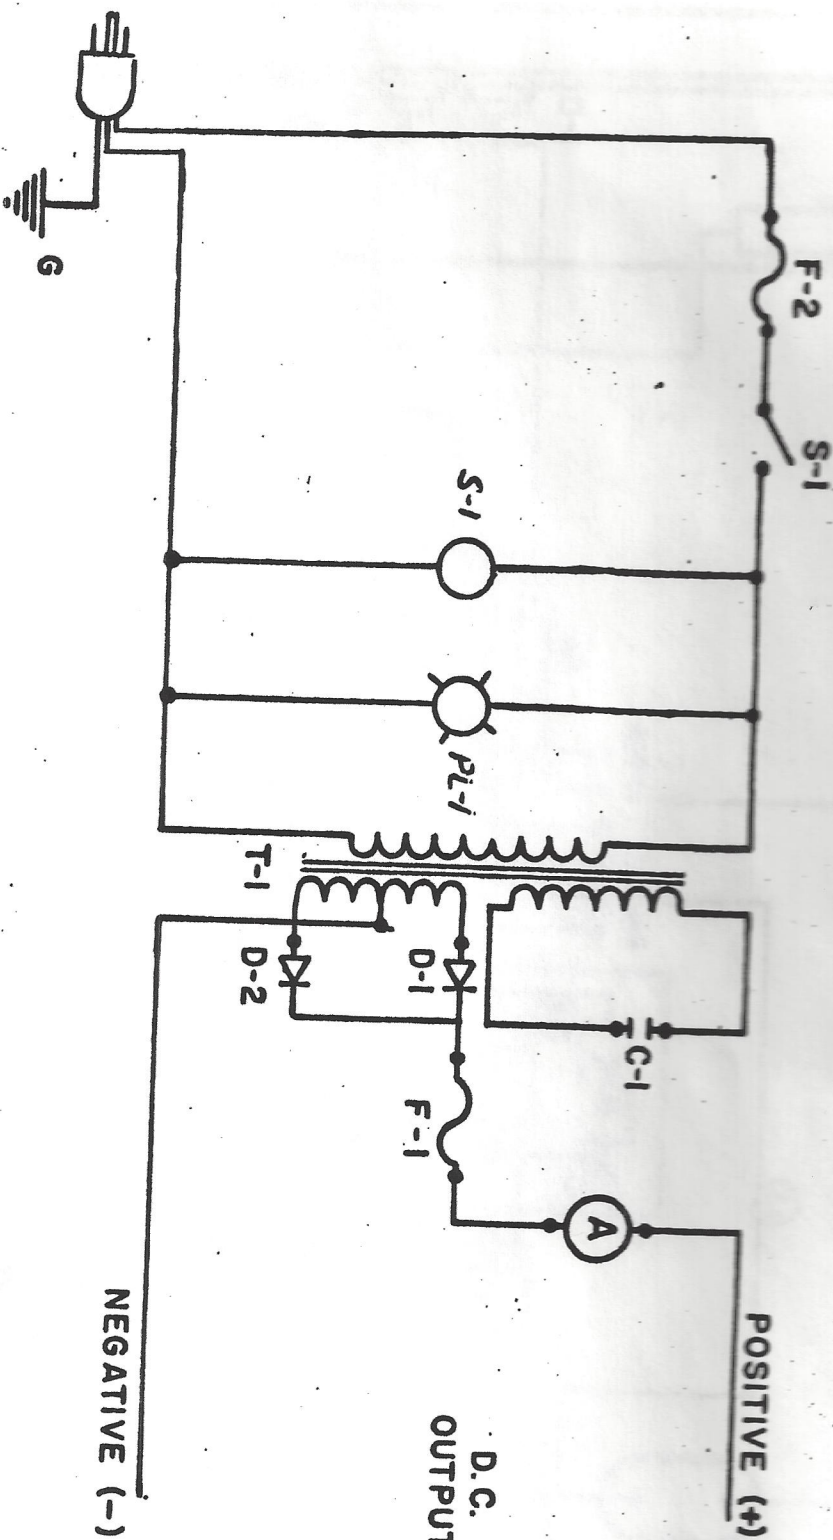 G
F-2
S-1
S-1
PL-1
T-1
D-2
D-1
C-1
F-1
A
NEGATIVE (-)
POSITIVE (+)
D.C.
OUTPUT